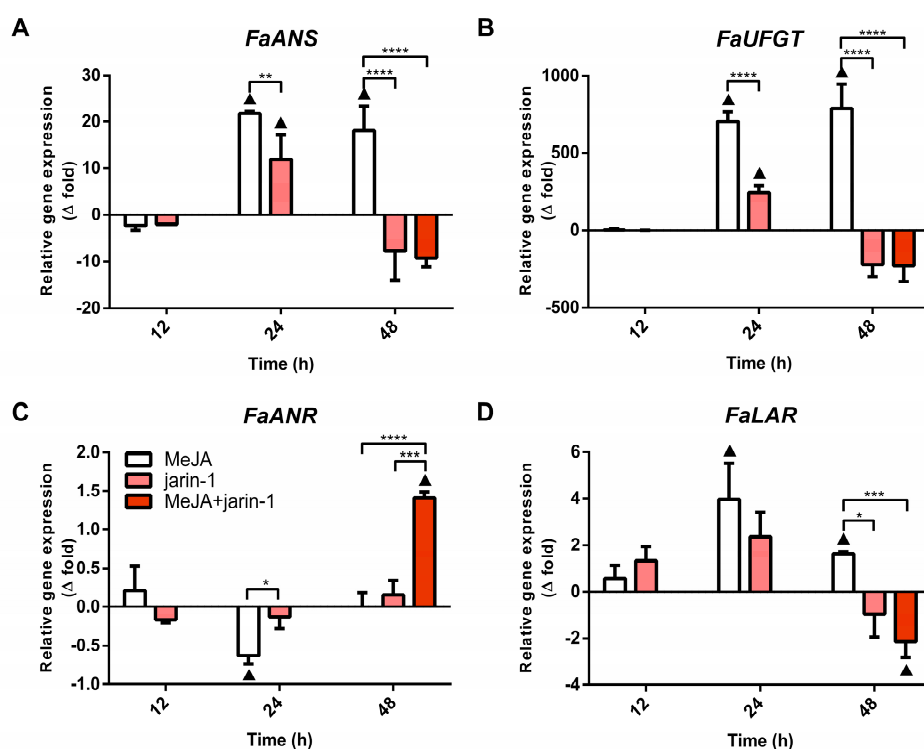 A
FaANS
Relative gene expression
(Δ fold)
30
20
10
0
-10
-20
**
****
****
12
24
48
Time (h)
B
FaUFGT
Relative gene expression
(Δ fold)
1000
500
0
-500
****
****
****
12
24
48
Time (h)
C
FaANR
Relative gene expression
(Δ fold)
2.0
1.5
1.0
0.5
0.0
-0.5
-1.0
MeJA
jarin-1
MeJA+jarin-1
*
****
***
12
24
48
Time (h)
D
FaLAR
Relative gene expression
(Δ fold)
6
4
2
0
-2
-4
***
*
12
24
48
Time (h)